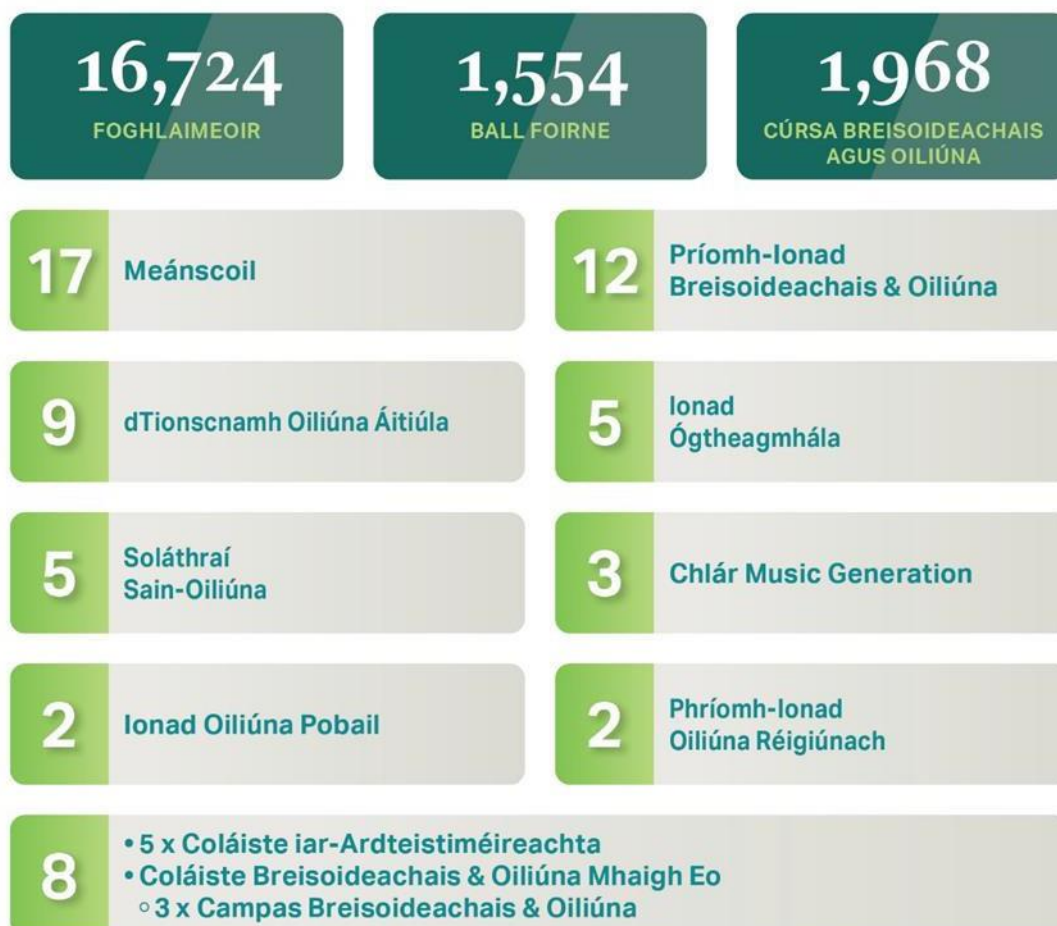 16,724
FOGHLAIMEOIR
1,554
BALL FOIRNE
1,968
CÚRSA BREISOIDEACHAIS
AGUS OILIÚNA
17
Meánscoil
12
Príomh-Ionad
Breisoideachais & Oiliúna
9
dTionscnamh Oiliúna Áitiúla
5
Ionad
Ógtheagmhála
5
Soláthraí
Sain-Oiliúna
3
Chlár Music Generation
2
Ionad Oiliúna Pobail
2
Phríomh-Ionad
Oiliúna Réigiúnach
8
• 5 x Coláiste iar-Ardteistiméireachta
• Coláiste Breisoideachais & Oiliúna Mhaigh Eo
◦ 3 x Campas Breisoideachais & Oiliúna